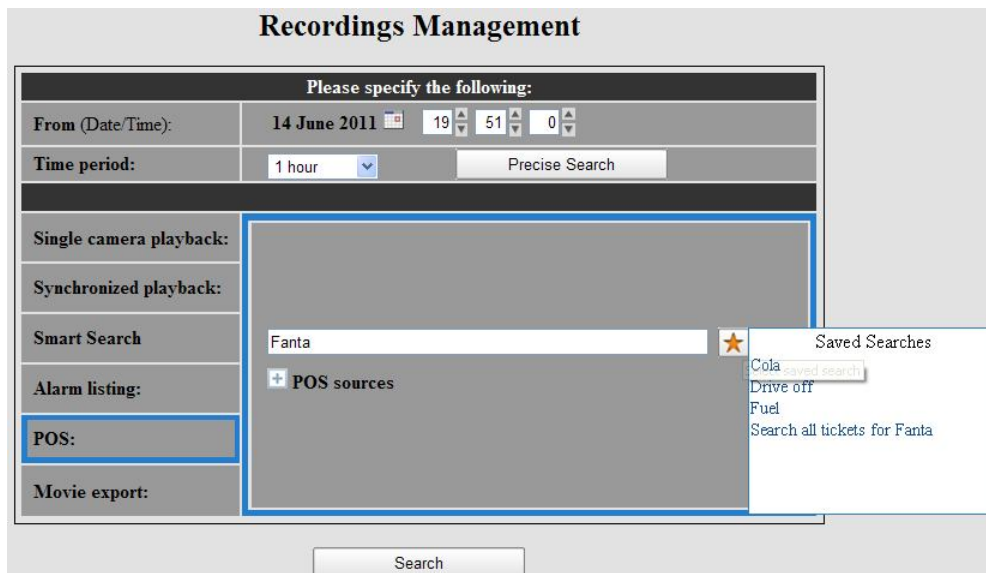 Recordings Management
Please specify the following:
From (Date/Time):
14 June 2011 19 51 0
Time period:
1 hour
Precise Search
Single camera playback:
Synchronized playback:
Smart Search
Alarm listing:
POS:
Movie export:
Fanta
POS sources
Saved Searches
Cola
saved search
Drive off
Fuel
Search all tickets for Fanta
Search